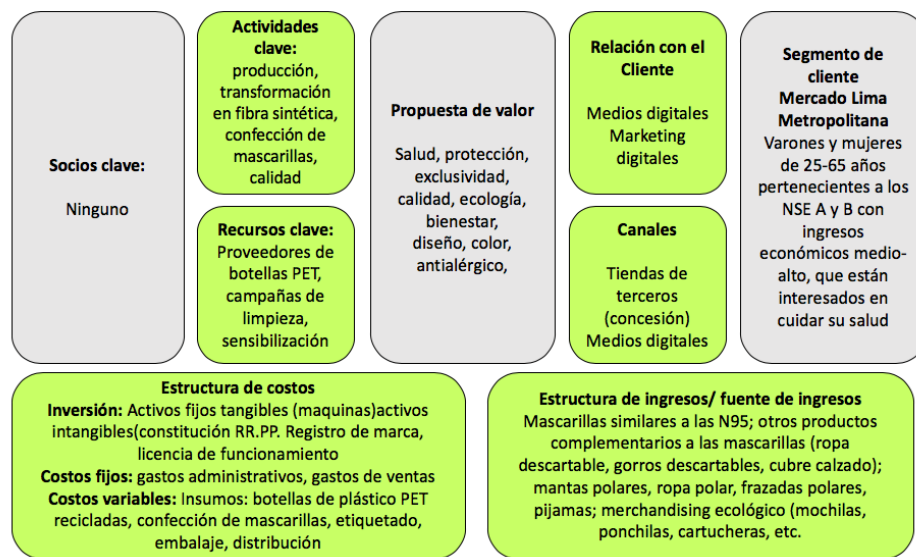 Socios clave:
Ninguno
Actividades
clave:
producción,
transformación
en fibra sintética,
confección de
mascarillas,
calidad
Recursos clave:
Proveedores de
botellas PET,
campañas de
limpieza,
sensibilización
Propuesta de valor
Salud, protección,
exclusividad,
calidad, ecología,
bienestar,
diseño, color,
antialérgico,
Relación con el
Cliente
Medios digitales
Marketing
digitales
Canales
Tiendas de
terceros
(concesión)
Medios digitales
Segmento de
cliente
Mercado Lima
Metropolitana
Varones y mujeres
de 25-65 años
pertenecientes a los
NSE A y B con
ingresos
económicos medio-
alto, que están
interesados en
cuidar su salud
Estructura de costos
Inversión: Activos fijos tangibles (maquinas)activos
intangibles(constitución RR.PP. Registro de marca,
licencia de funcionamiento
Costos fijos: gastos administrativos, gastos de ventas
Costos variables: Insumos: botellas de plástico PET
recicladas, confección de mascarillas, etiquetado,
embalaje, distribución
Estructura de ingresos/ fuente de ingresos
Mascarillas similares a las N95; otros productos
complementarios a las mascarillas (ropa
descartable, gorros descartables, cubre calzado);
mantas polares, ropa polar, frazadas polares,
pijamas; merchandising ecológico (mochilas,
ponchilas, cartucheras, etc.